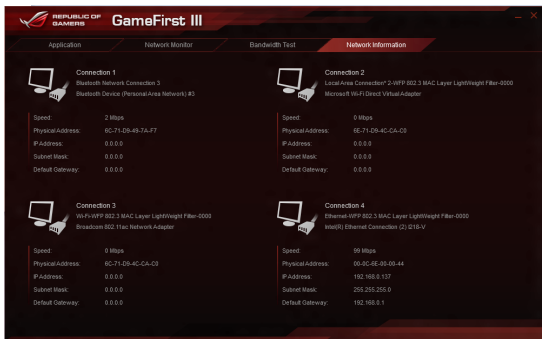 REPUBLIC OF
GAMERS
GameFirst III
Application
Network Monitor
Bandwidth Test
Network Information
Connection 1
Bluetooth Network Connection 3
Bluetooth Device (Personal Area Network) #3
Speed: 2 Mbps
Physical Address: 6C-71-D9-49-7A-F7
IP Address: 0.0.0.0
Subnet Mask: 0.0.0.0
Default Gateway: 0.0.0.0
Connection 2
Local Area Connection* 2-WFP 802.3 MAC Layer LightWeight Filter-0000
Microsoft Wi-Fi Direct Virtual Adapter
Speed: 0 Mbps
Physical Address: 6E-71-D9-4C-CA-C0
IP Address: 0.0.0.0
Subnet Mask: 0.0.0.0
Default Gateway: 0.0.0.0
Connection 3
Wi-Fi-WFP 802.3 MAC Layer LightWeight Filter-0000
Broadcom 802.11ac Network Adapter
Speed: 0 Mbps
Physical Address: 6C-71-D9-4C-CA-C0
IP Address: 0.0.0.0
Subnet Mask: 0.0.0.0
Default Gateway: 0.0.0.0
Connection 4
Ethernet-WFP 802.3 MAC Layer LightWeight Filter-0000
Intel(R) Ethernet Connection (2) I218-V
Speed: 99 Mbps
Physical Address: 00-0C-6E-00-00-44
IP Address: 192.168.0.137
Subnet Mask: 255.255.255.0
Default Gateway: 192.168.0.1